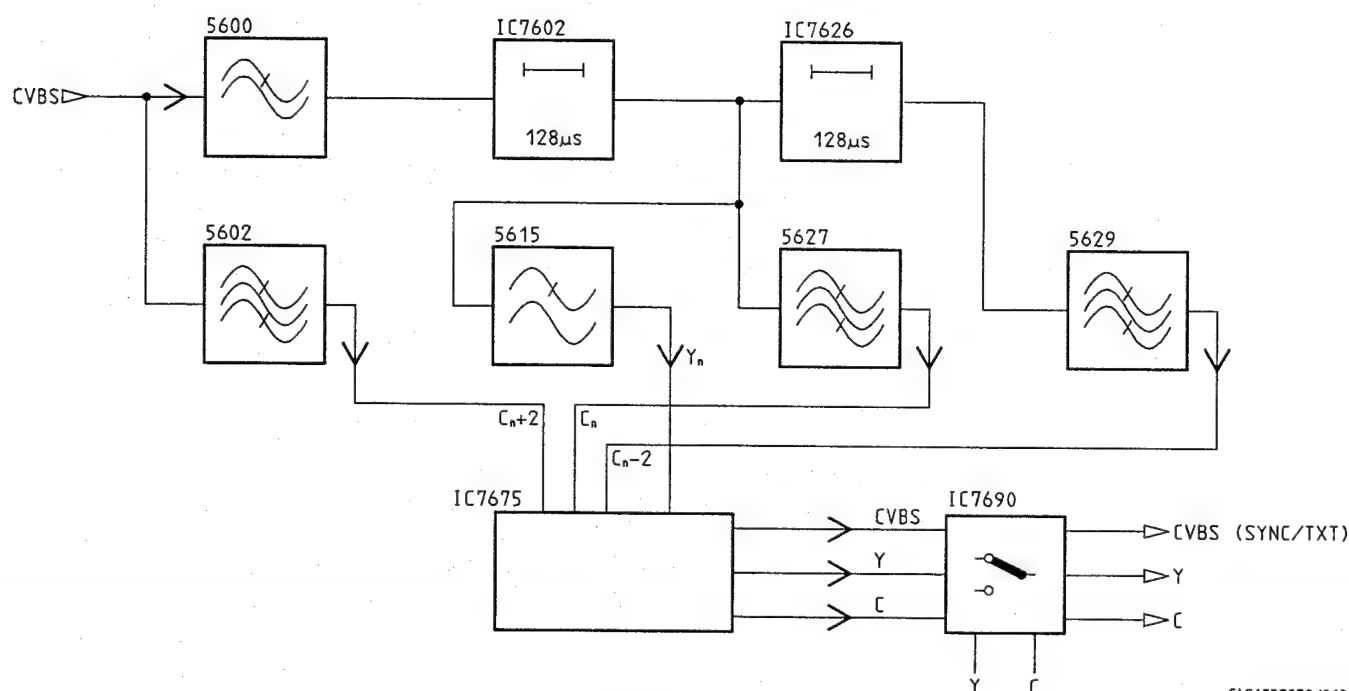 5600
IC7602
IC7626
CVBS
128µs
128µs
5602
5615
5627
5629
Yₙ
Cₙ+2
Cₙ
Cₙ-2
IC7675
IC7690
CVBS
CVBS (SYNC/TXT)
Y
Y
C
C
Y
C